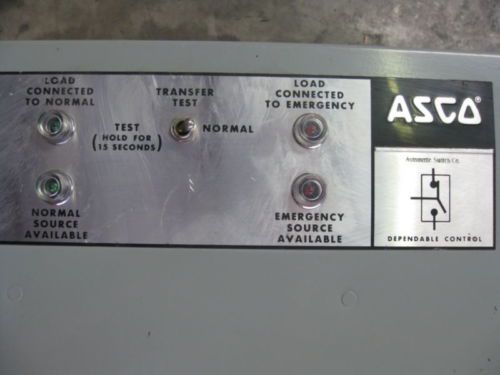 LOAD
CONNECTED
TO NORMAL
TRANSFER
TEST
LOAD
CONNECTED
TO EMERGENCY
ASCO®
TEST
(HOLD FOR
15 SECONDS)
NORMAL
Automatic Switch Co.
NORMAL
SOURCE
AVAILABLE
EMERGENCY
SOURCE
AVAILABLE
DEPENDABLE CONTROL